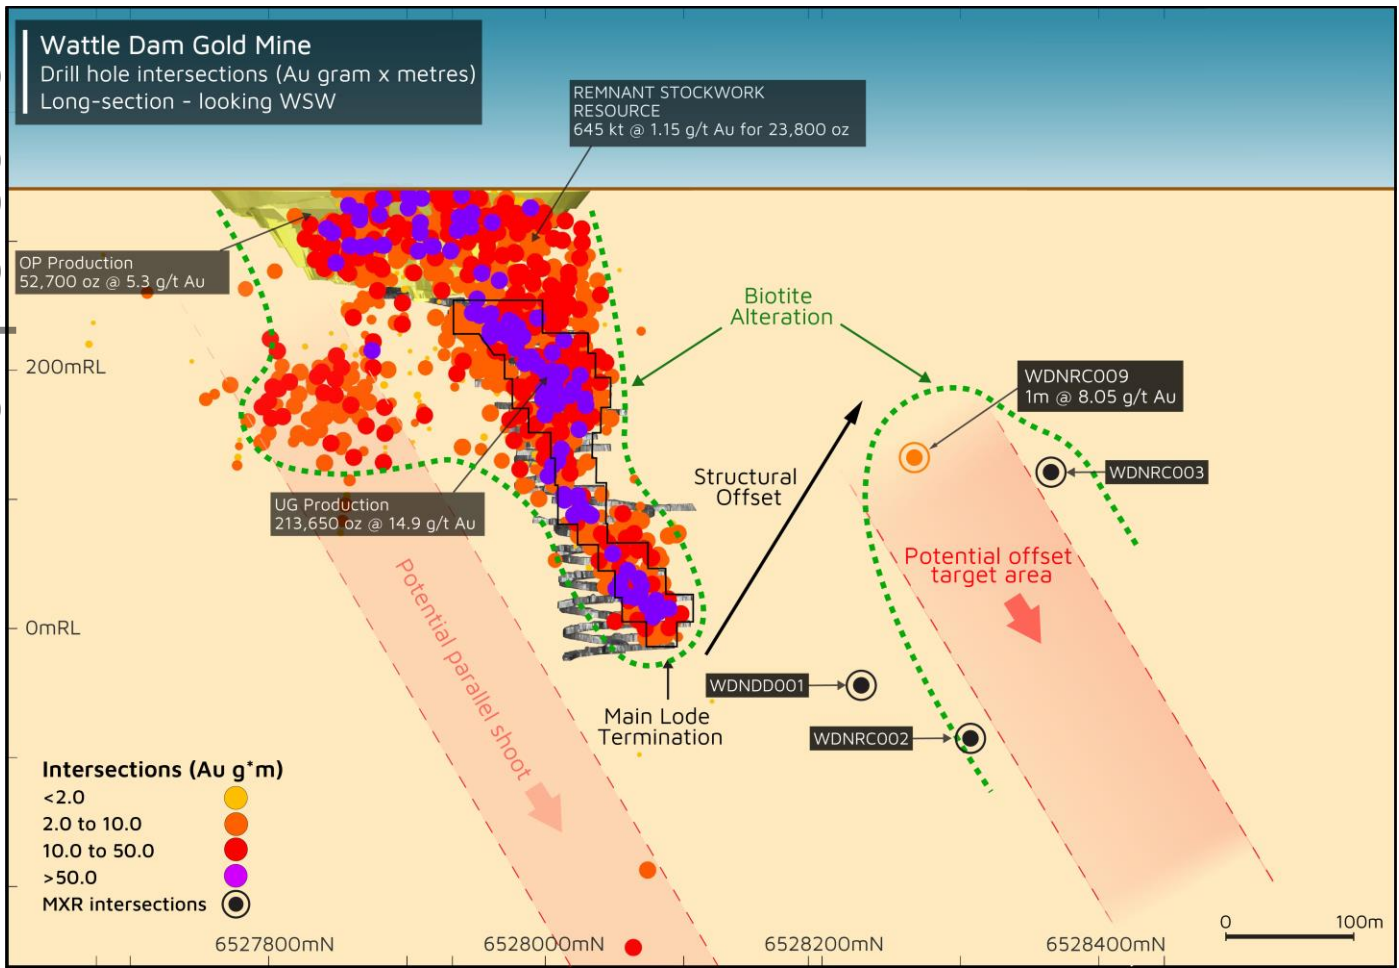 Wattle Dam Gold Mine
Drill hole intersections (Au gram x metres)
Long-section - looking WSW
REMNANT STOCKWORK
RESOURCE
645 kt @ 1.15 g/t Au for 23,800 oz
OP Production
52,700 oz @ 5.3 g/t Au
Biotite
Alteration
200mRL
WDNRC009
1m @ 8.05 g/t Au
WDNRC003
Structural
Offset
UG Production
213,650 oz @ 14.9 g/t Au
Potential offset
target area
Potential parallel shoot
0mRL
WDNDD001
Main Lode
Termination
WDNRC002
Intersections (Au g*m)
<2.0
2.0 to 10.0
10.0 to 50.0
>50.0
MXR intersections
0
100m
6527800mN
6528000mN
6528200mN
6528400mN